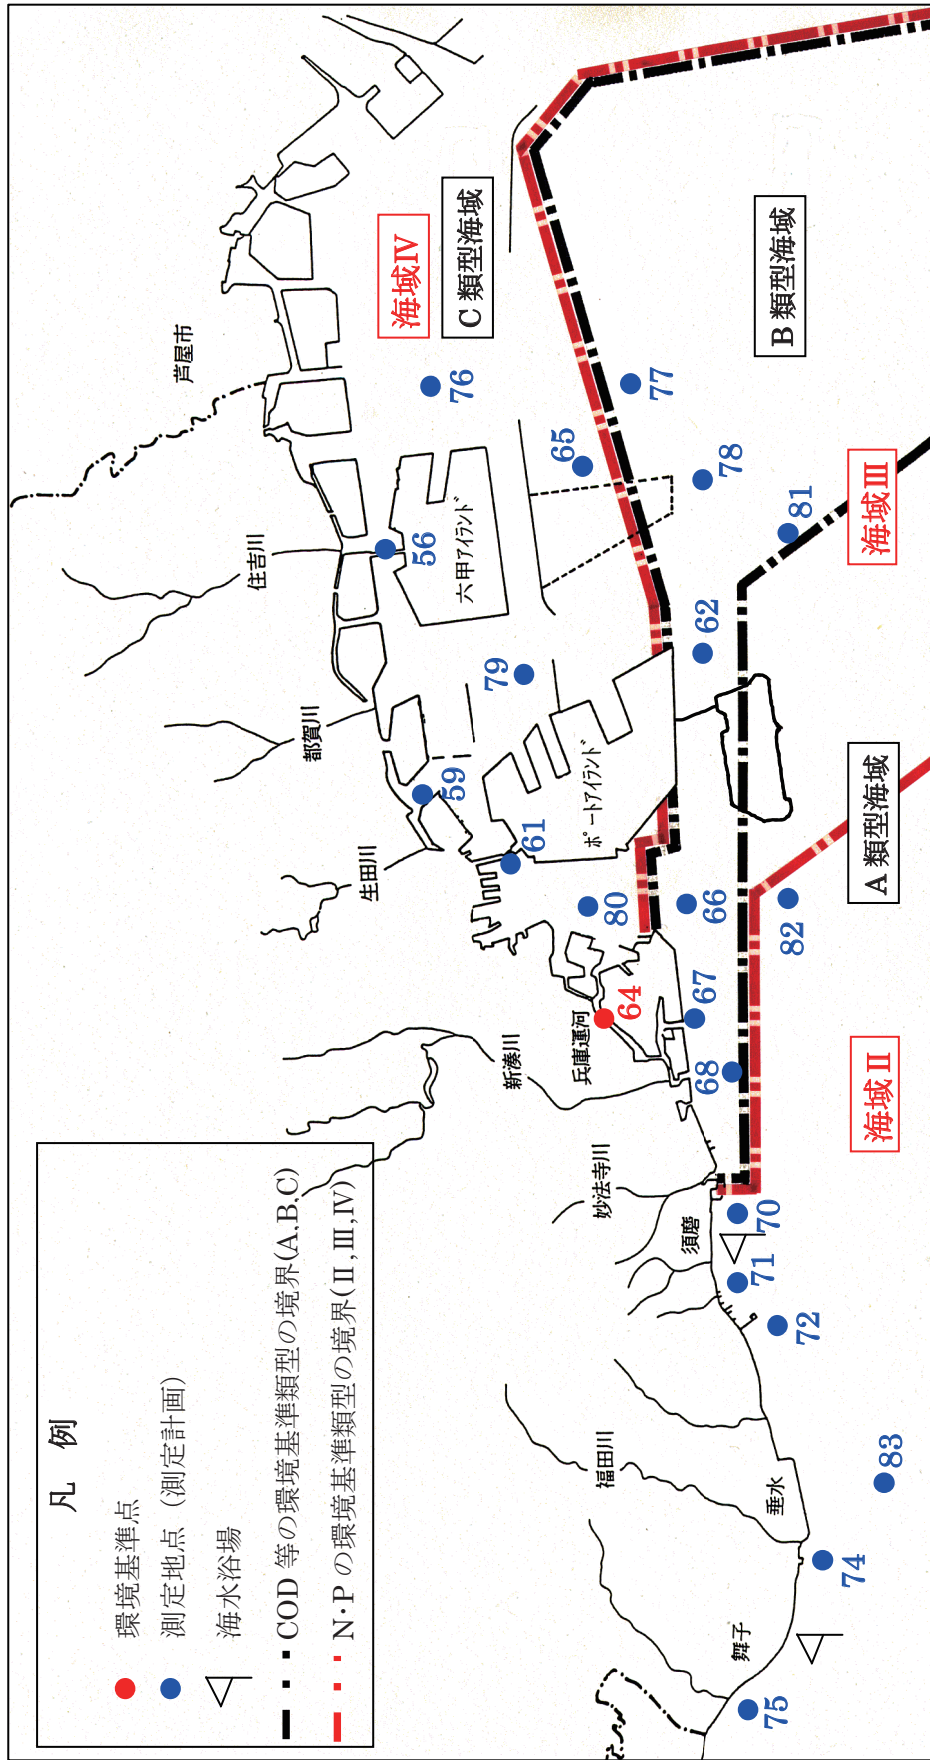 凡 例
環境基準点
測定地点 (測定計画)
海水浴場
COD 等の環境基準類型の境界(A,B,C)
N・P の環境基準類型の境界(Ⅱ,Ⅲ,Ⅳ)
芦屋市
住吉川
都賀川
生田川
新湊川
兵庫運河
妙法寺川
須磨
福田川
垂水
舞子
六甲アイランド
ポートアイランド
海域Ⅳ
C 類型海域
B 類型海域
海域Ⅲ
A 類型海域
海域Ⅱ
76
65
77
56
78
81
79
62
59
61
80
66
82
64
67
68
70
71
72
83
74
75